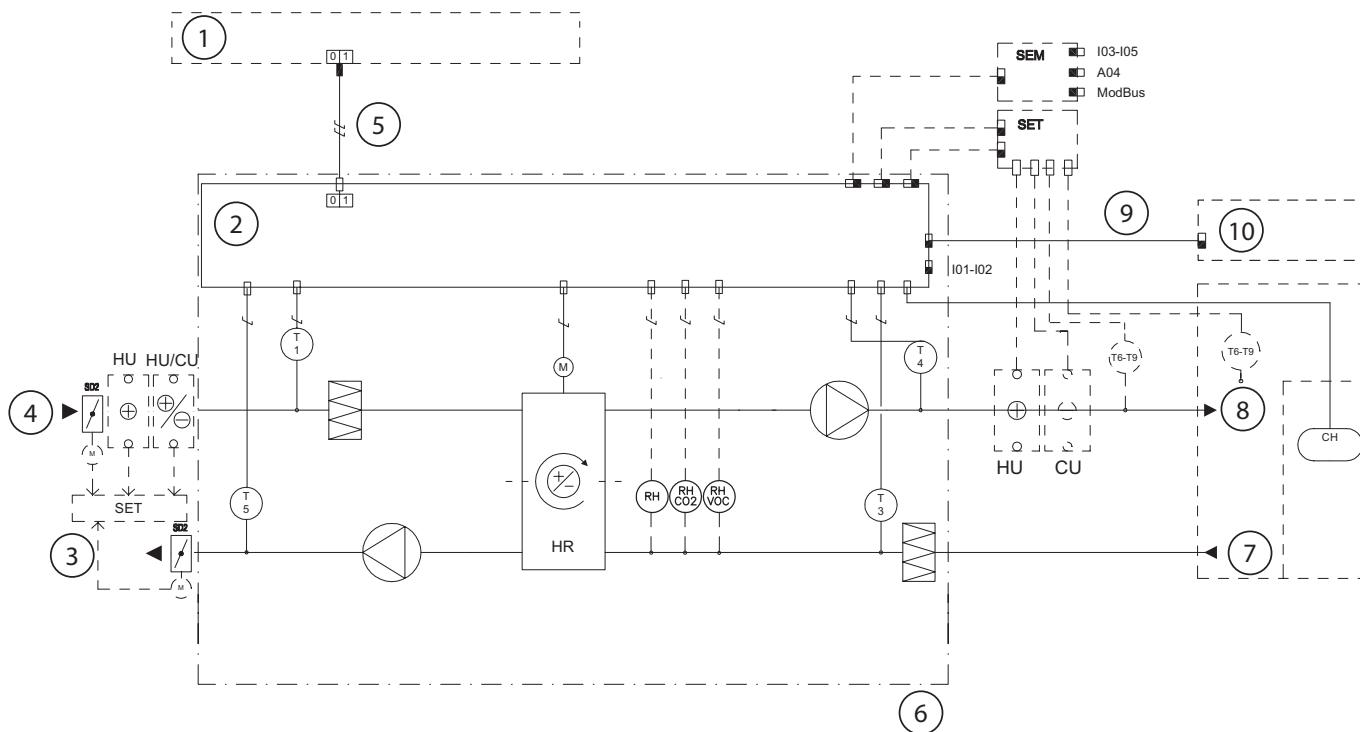 1
0 1
5
SEM
I03-I05
A04
ModBus
SET
0 1
2
9
10
I01-I02
T 1
T 4
T6-T9
T6-T9
M
HU
HU/CU
SD2
4
M
8
CH
HU
CU
SET
T 5
RH
RH CO2
RH VOC
T 3
HR
SD2
3
M
7
6